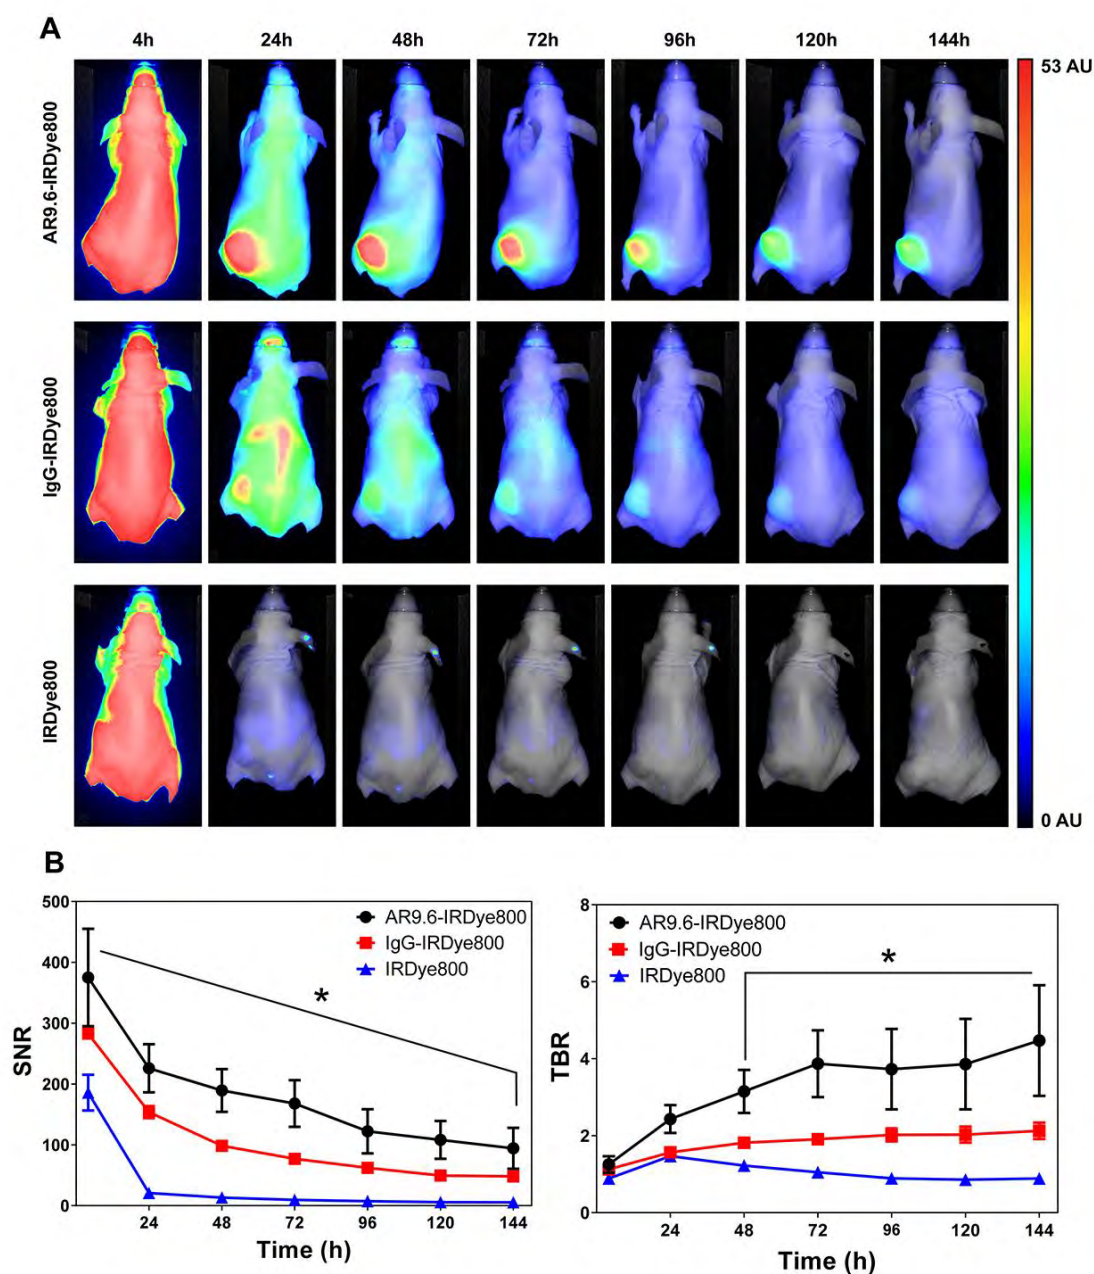 A
4h 24h 48h 72h 96h 120h 144h
53 AU
AR9.6-IRDye800
IgG-IRDye800
IRDye800
0 AU
B
500
400
300
200
100
0
SNR
AR9.6-IRDye800
IgG-IRDye800
IRDye800
*
24 48 72 96 120 144
Time (h)
8
6
4
2
0
TBR
AR9.6-IRDye800
IgG-IRDye800
IRDye800
*
24 48 72 96 120 144
Time (h)